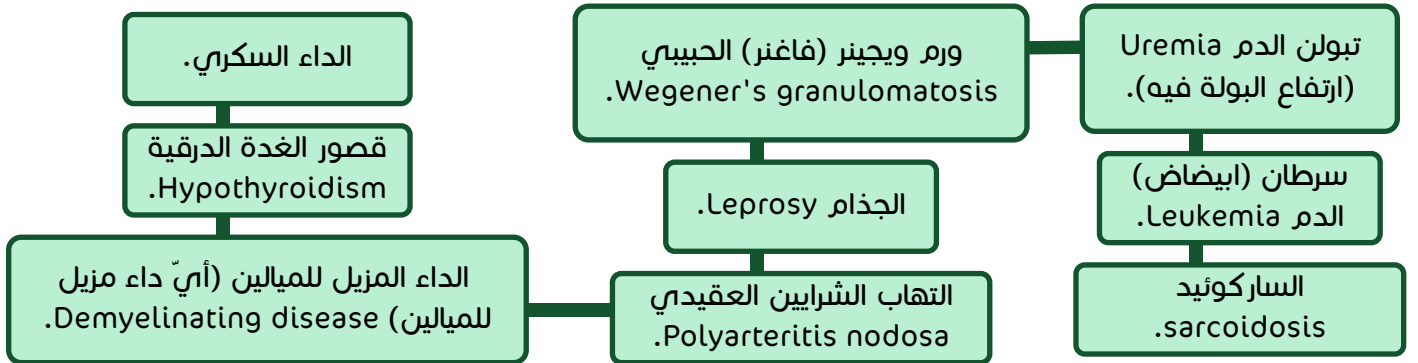 تبولن الدم Uremia
(ارتفاع البولة فيه).
سرطان (ابيضاض)
الدم Leukemia.
الساركوئيد
sarcoidosis.
ورم ويجينر (فاغنر) الحبيبي
Wegener's granulomatosis.
الجذام Leprosy.
التهاب الشرايين العقيدي
Polyarteritis nodosa.
الداء السكري.
قصور الغدة الدرقية
Hypothyroidism.
الداء المزيل للميالين (أيّ داء مزيل
للميالين) Demyelinating disease.